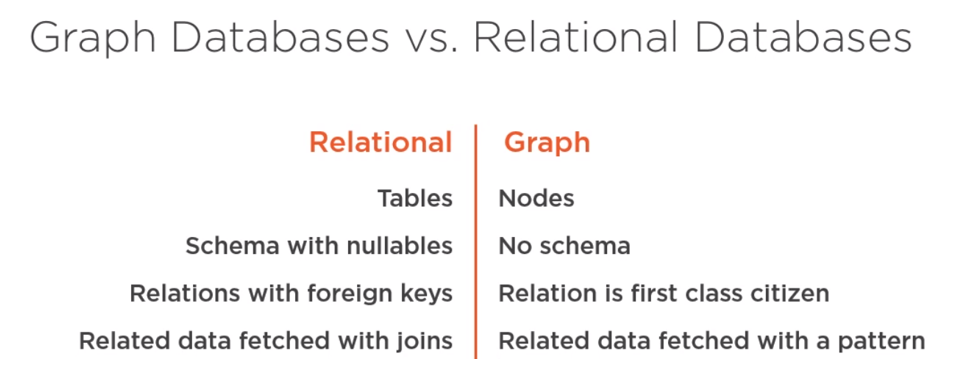 Graph Databases vs. Relational Databases
Relational
Graph
Tables
Nodes
Schema with nullables
No schema
Relations with foreign keys
Relation is first class citizen
Related data fetched with joins
Related data fetched with a pattern